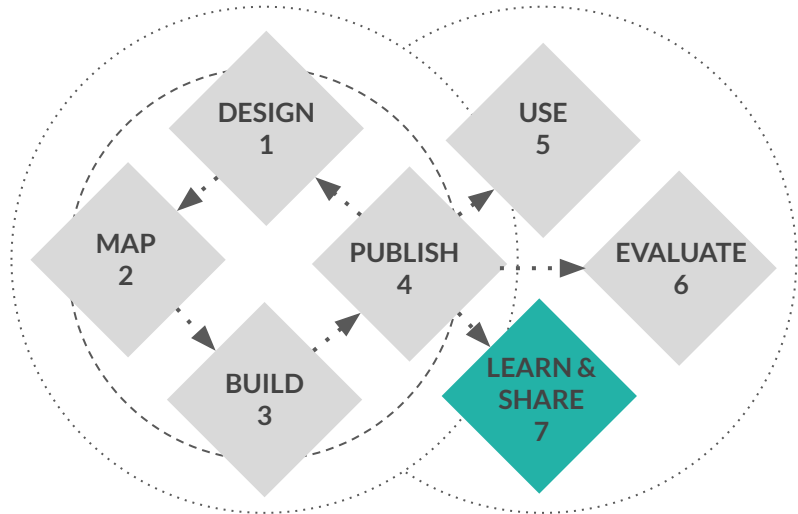 DESIGN
1
MAP
2
BUILD
3
PUBLISH
4
USE
5
EVALUATE
6
LEARN &
SHARE
7